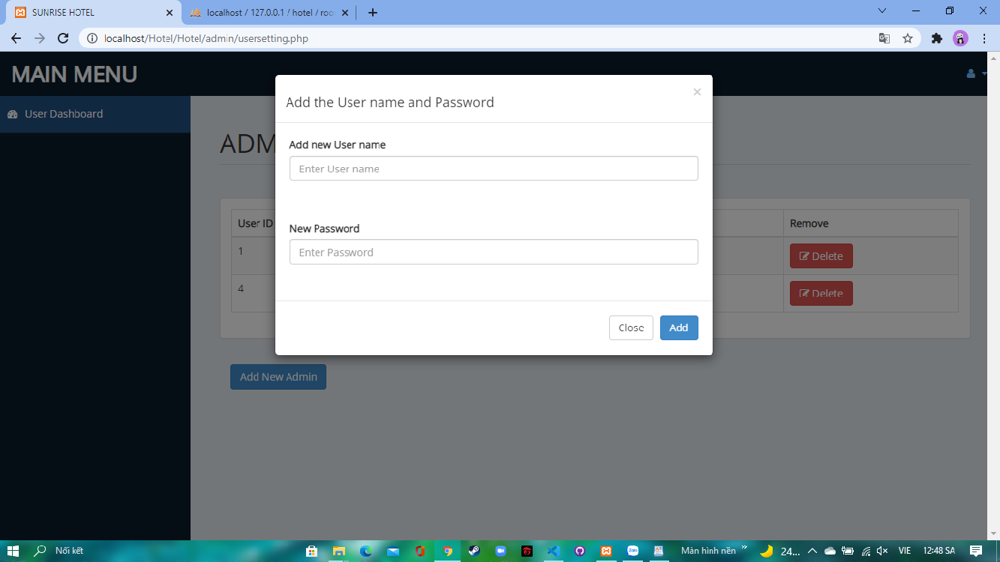 SUNRISE HOTEL
localhost / 127.0.0.1 / hotel / roo
localhost/Hotel/Hotel/admin/usersetting.php
MAIN MENU
User Dashboard
Add the User name and Password
×
ADM
Add new User name
Enter User name
New Password
Enter Password
Close
Add
User ID
Remove
1
Delete
4
Delete
Add New Admin
Nối kết
Zalo
Màn hình nền
24...
VIE
12:48 SA